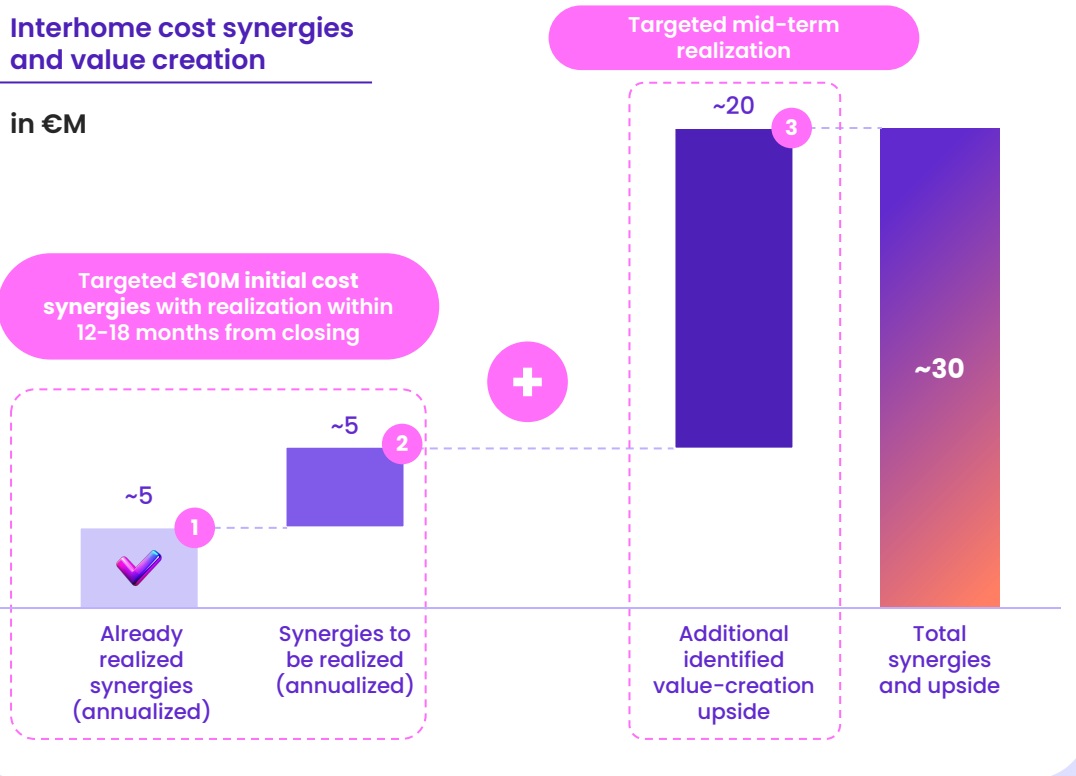 Interhome cost synergies
and value creation
in €M
Targeted mid-term
realization
~20
3
Targeted €10M initial cost
synergies with realization within
12-18 months from closing
~30
~5
2
~5
1
Already
realized
synergies
(annualized)
Synergies to
be realized
(annualized)
Additional
identified
value-creation
upside
Total
synergies
and upside